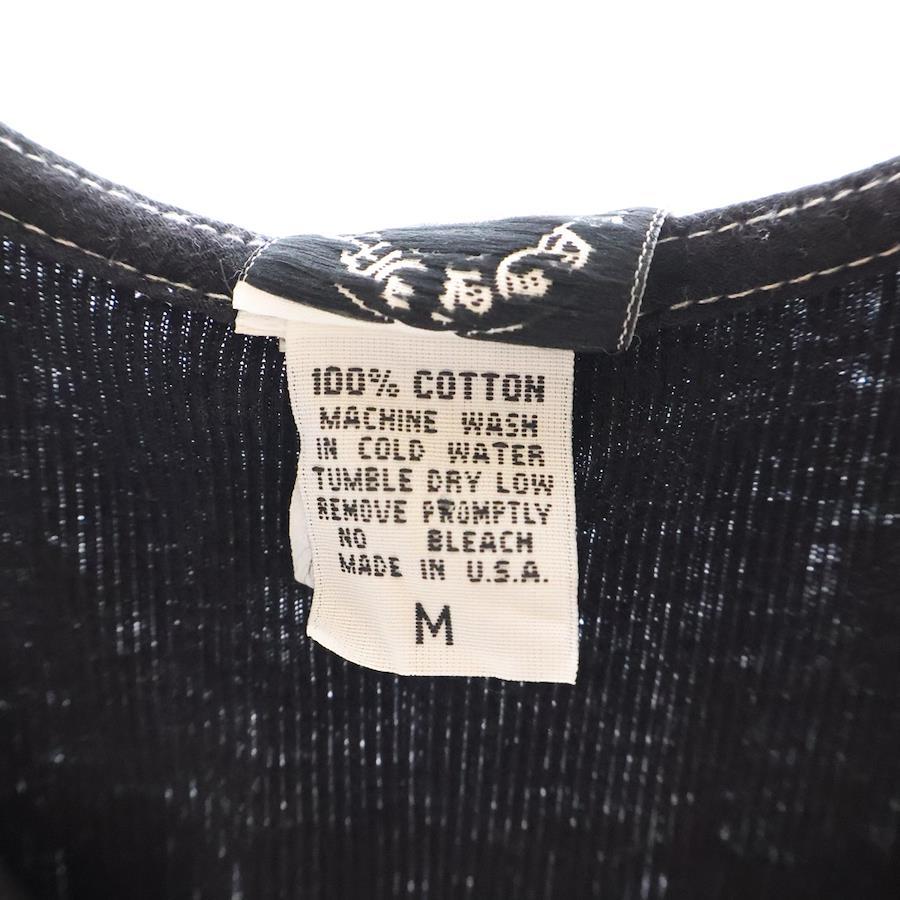 100% COTTON
MACHINE WASH
IN COLD WATER
TUMBLE DRY LOW
REMOVE PROMPTLY
NO BLEACH
MADE IN U.S.A.
M